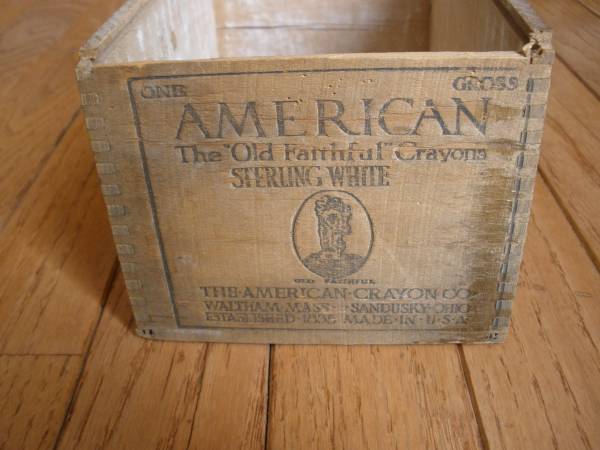 ONE GROSS
AMERICAN
The "Old Faithful" Crayons
STERLING WHITE
OLD FAITHFUL
THE·AMERICAN·CRAYON·CO·
WALTHAM·MASS· SANDUSKY·OHIO
ESTABLISHED·1835 MADE·IN·U·S·A·